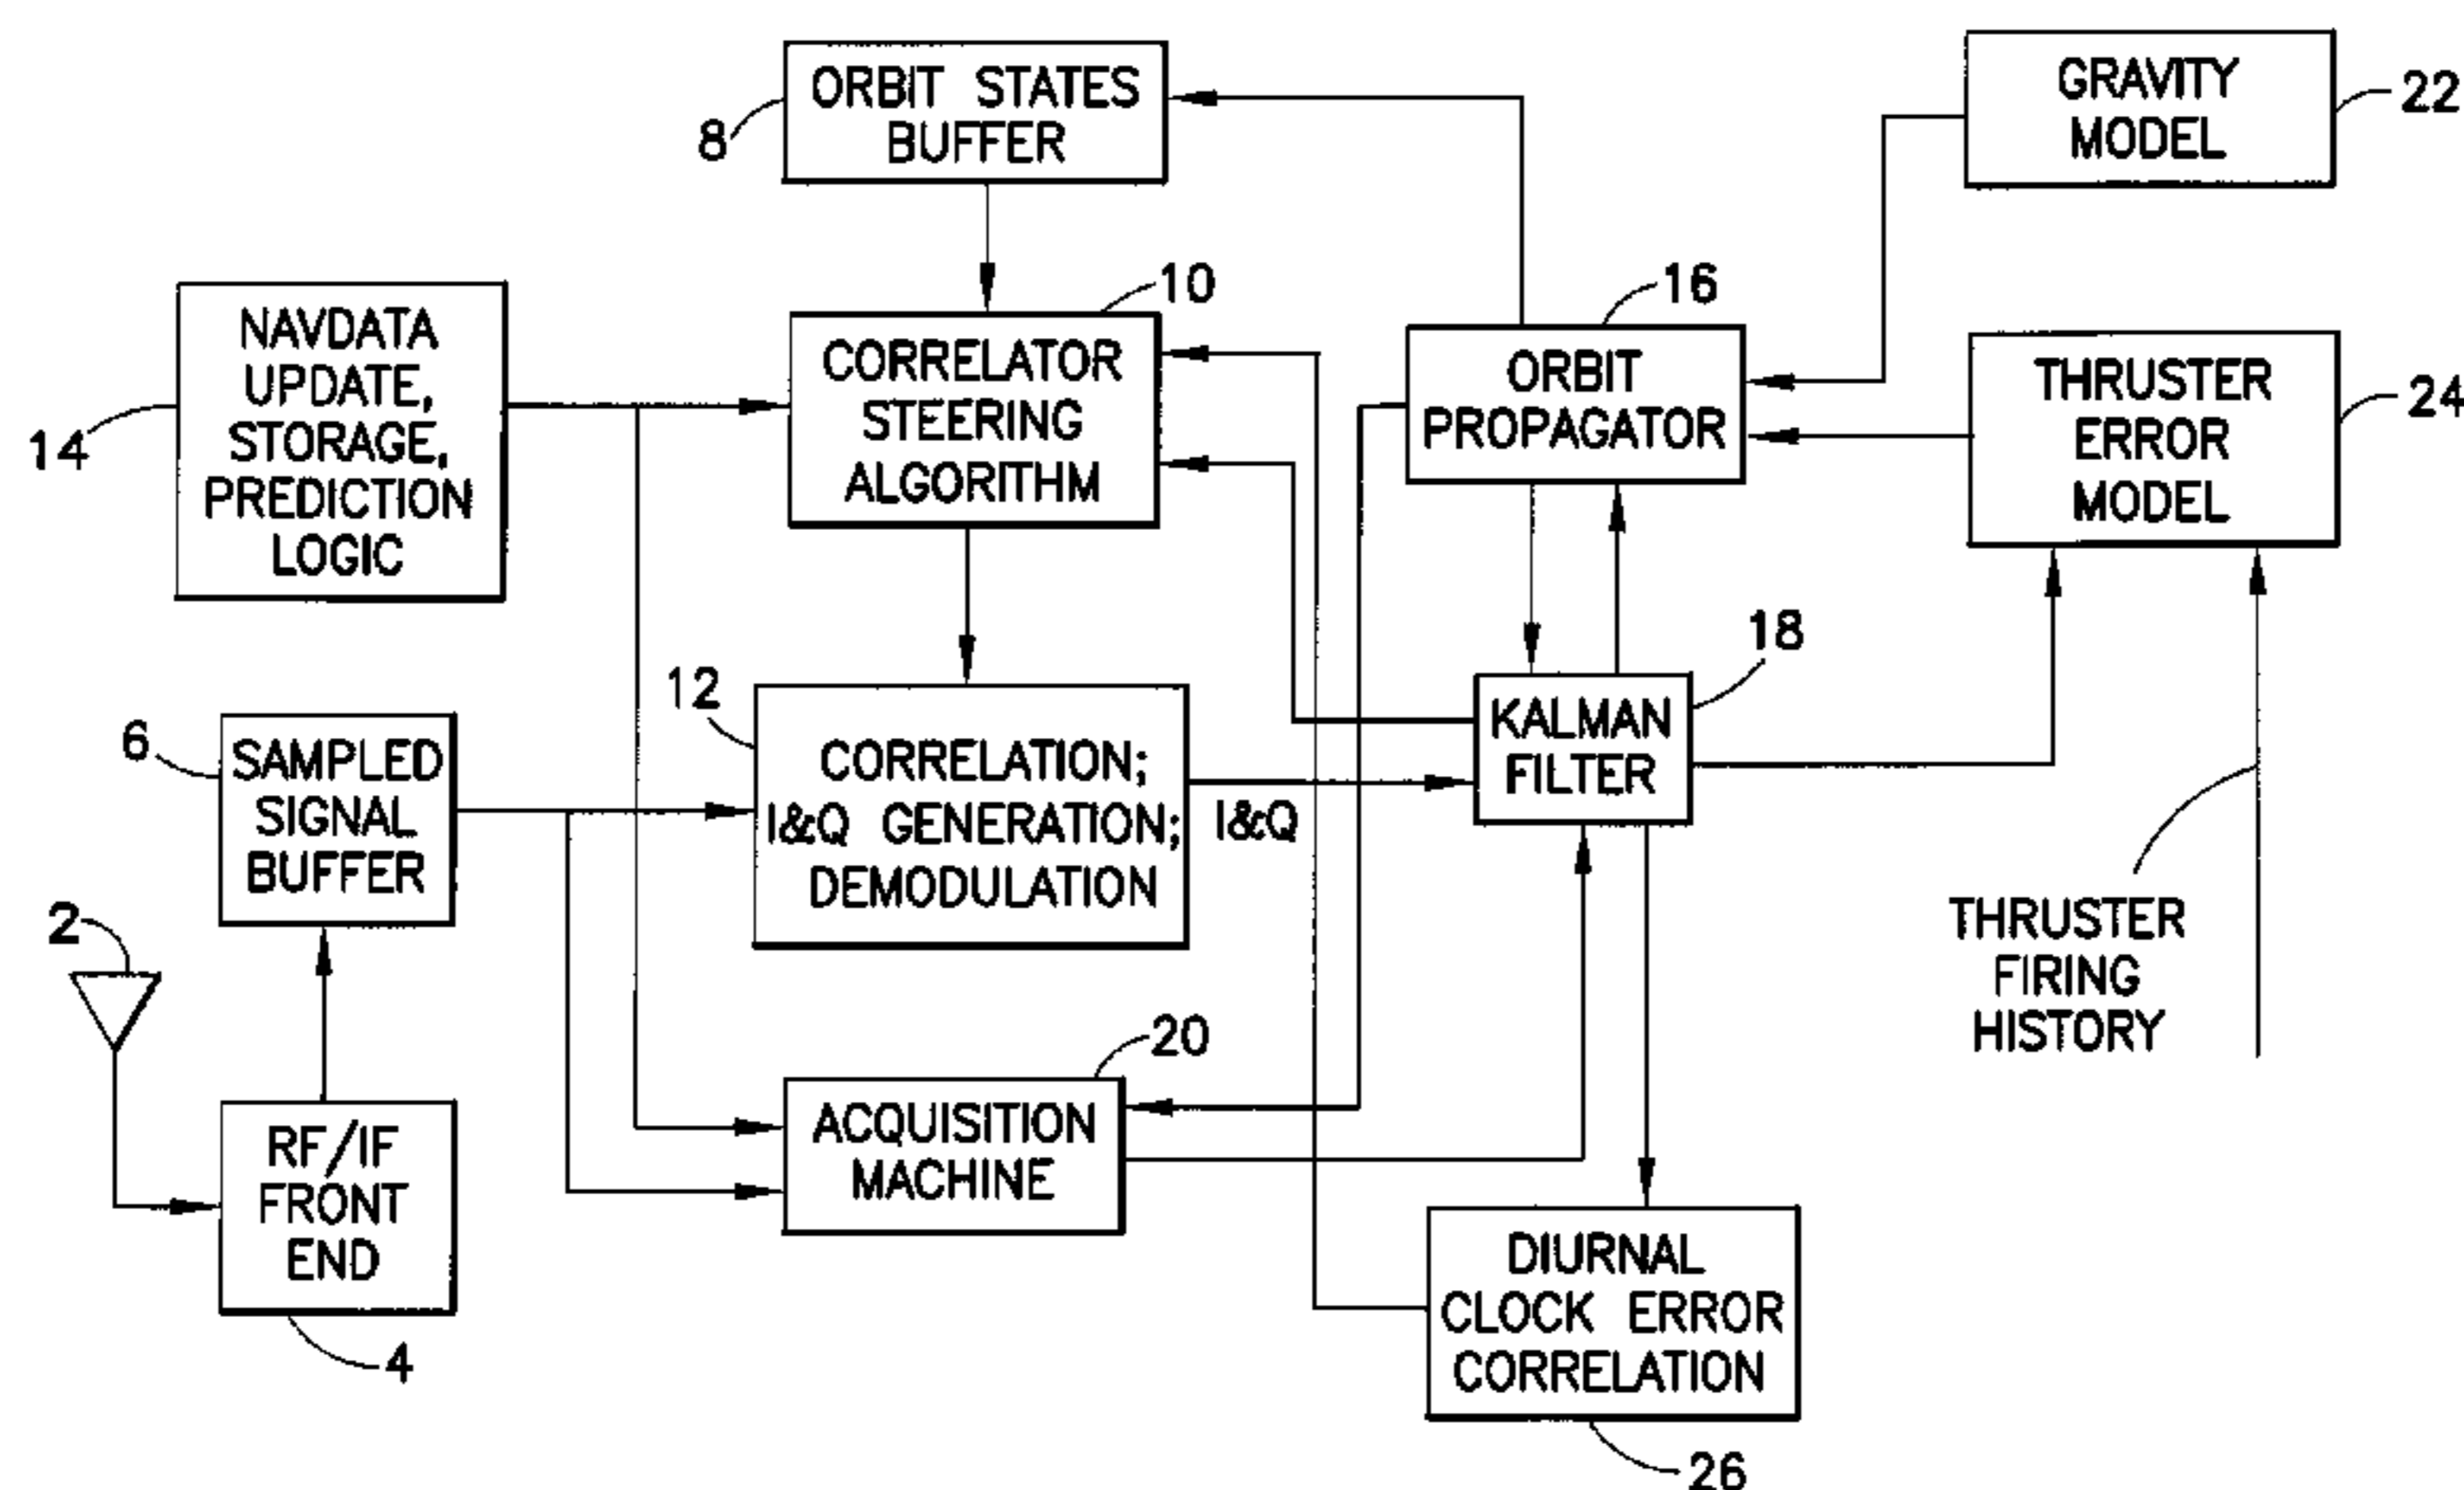 ORBIT STATES
BUFFER
8
GRAVITY
MODEL
22
NAVDATA
UPDATE,
STORAGE,
PREDICTION
LOGIC
14
CORRELATOR
STEERING
ALGORITHM
10
ORBIT
PROPAGATOR
16
THRUSTER
ERROR
MODEL
24
SAMPLED
SIGNAL
BUFFER
6
CORRELATION;
I&Q GENERATION;
DEMODULATION
12
I&Q
KALMAN
FILTER
18
THRUSTER
FIRING
HISTORY
2
RF/IF
FRONT
END
4
ACQUISITION
MACHINE
20
DIURNAL
CLOCK ERROR
CORRELATION
26